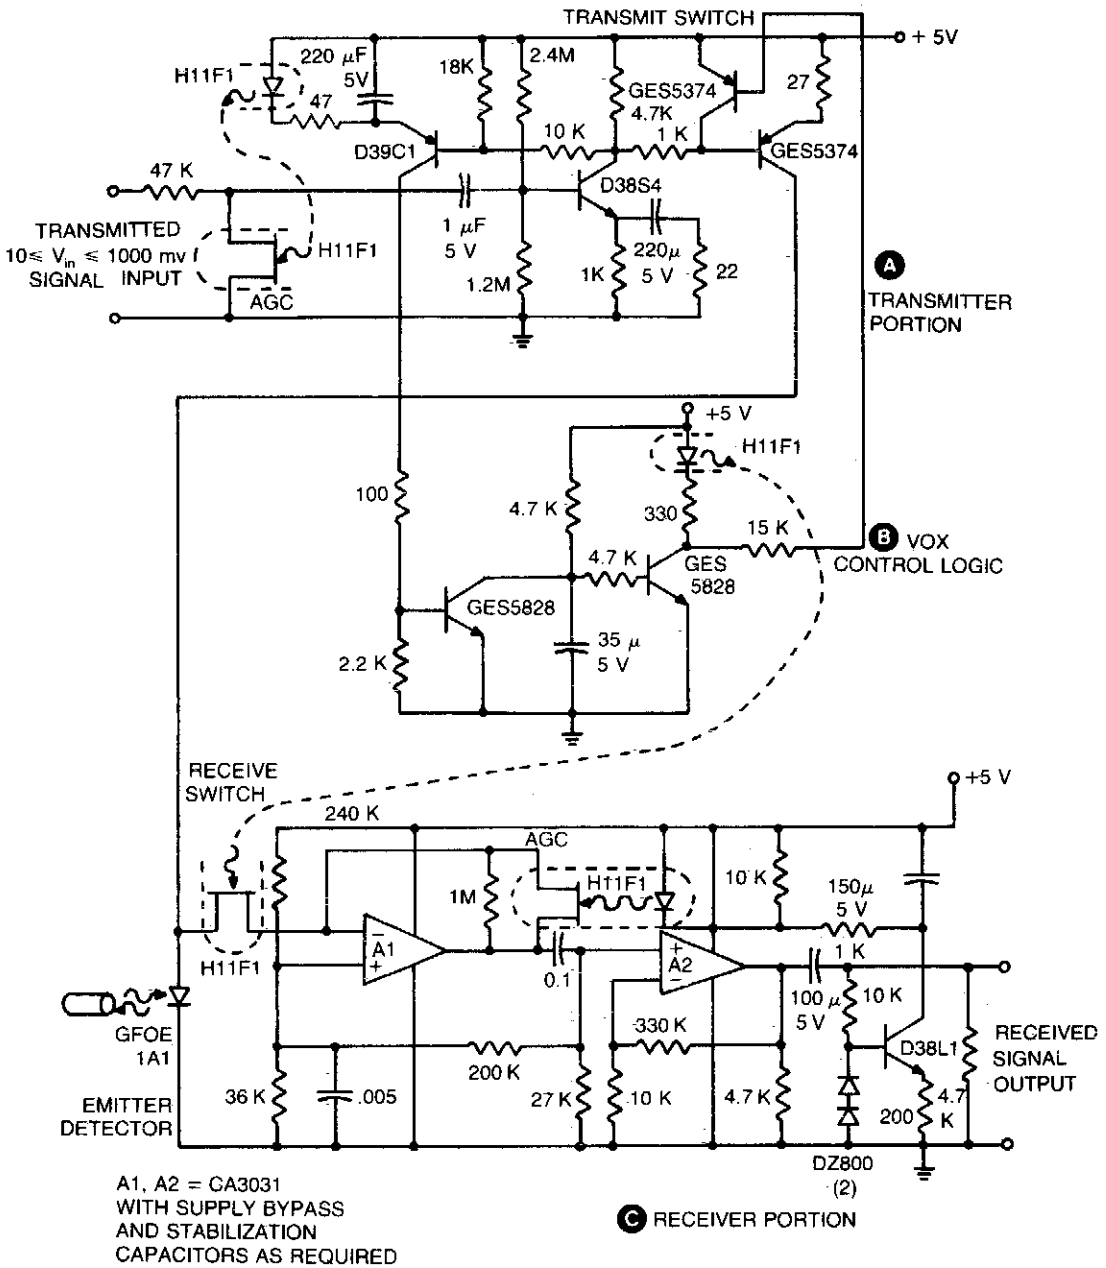 TRANSMIT SWITCH
+ 5V
220 μF
5V
H11F1
47
18K
2.4M
GES5374
4.7K
27
D39C1
10 K
1 K
GES5374
47 K
D38S4
1 μF
5 V
TRANSMITTED
10≤ Vin ≤ 1000 mv
SIGNAL INPUT
H11F1
AGC
220μ
5 V
1K
22
1.2M
A
TRANSMITTER
PORTION
+5 V
H11F1
100
4.7 K
330
15 K
B VOX
CONTROL LOGIC
4.7 K
GES
5828
GES5828
35 μ
5 V
2.2 K
RECEIVE
SWITCH
+5 V
240 K
AGC
H11F1
1M
10 K
150μ
5 V
1 K
H11F1
− A1 +
0.1
+ A2 −
100 μ
5V
10 K
GFOE
1A1
330 K
D38L1
RECEIVED
SIGNAL
OUTPUT
200 K
36 K
.005
27 K
10 K
4.7 K
200
4.7
K
EMITTER
DETECTOR
DZ800
(2)
A1, A2 = CA3031
WITH SUPPLY BYPASS
AND STABILIZATION
CAPACITORS AS REQUIRED
C RECEIVER PORTION